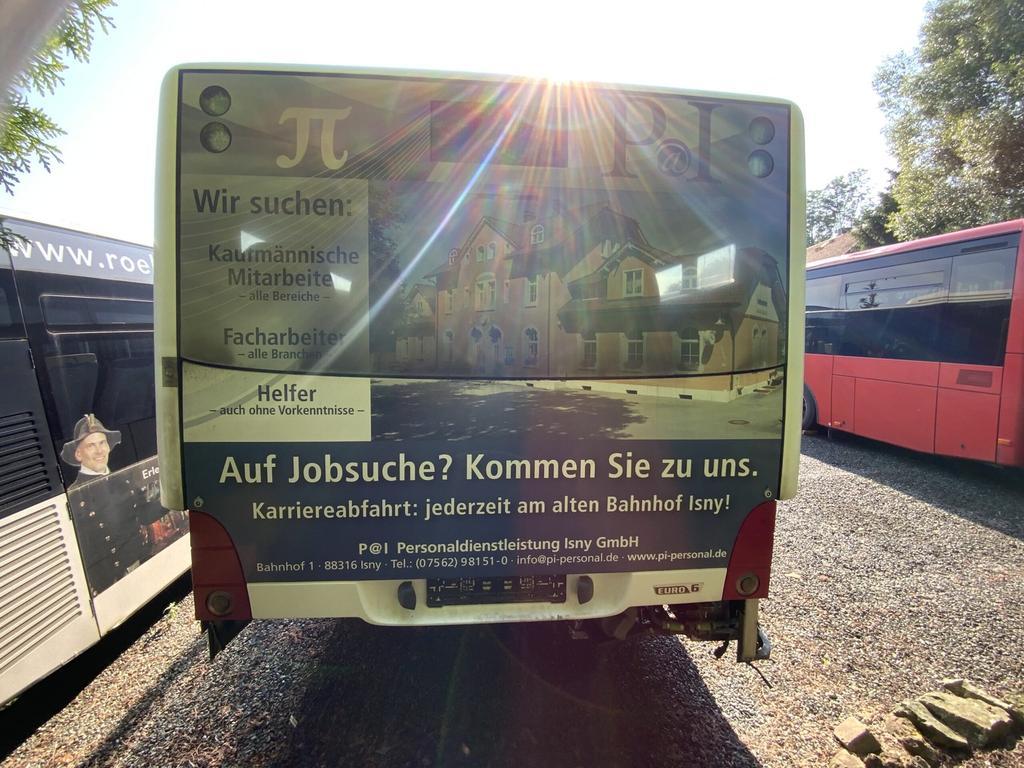 π
P@I
Wir suchen:
Kaufmännische
Mitarbeiter
– alle Bereiche –
Facharbeiter
– alle Branchen –
Helfer
– auch ohne Vorkenntnisse –
Auf Jobsuche? Kommen Sie zu uns.
Karriereabfahrt: jederzeit am alten Bahnhof Isny!
P@I Personaldienstleistung Isny GmbH
Bahnhof 1 · 88316 Isny · Tel.: (07562) 98151-0 · info@pi-personal.de · www.pi-personal.de
EURO 6
www.roe
Erle